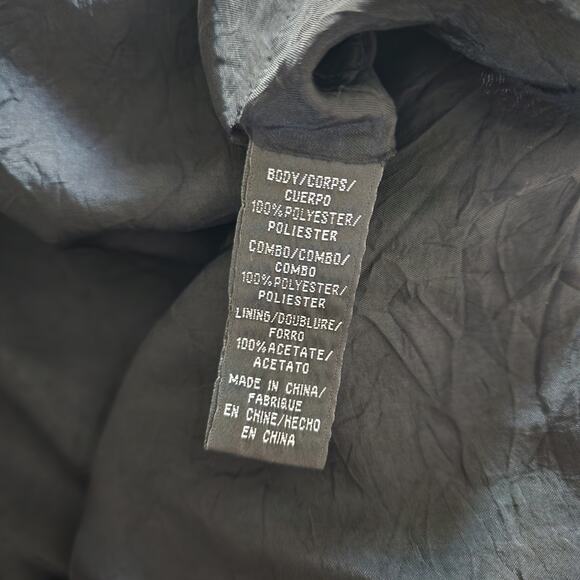 BODY/CORPS/
CUERPO
100%POLYESTER/
POLIESTER
COMBO/COMBO/
COMBO
100%POLYESTER/
POLIESTER
LINING/DOUBLURE/
FORRO
100%ACETATE/
ACETATO
MADE IN CHINA/
FABRIQUE
EN CHINE/HECHO
EN CHINA